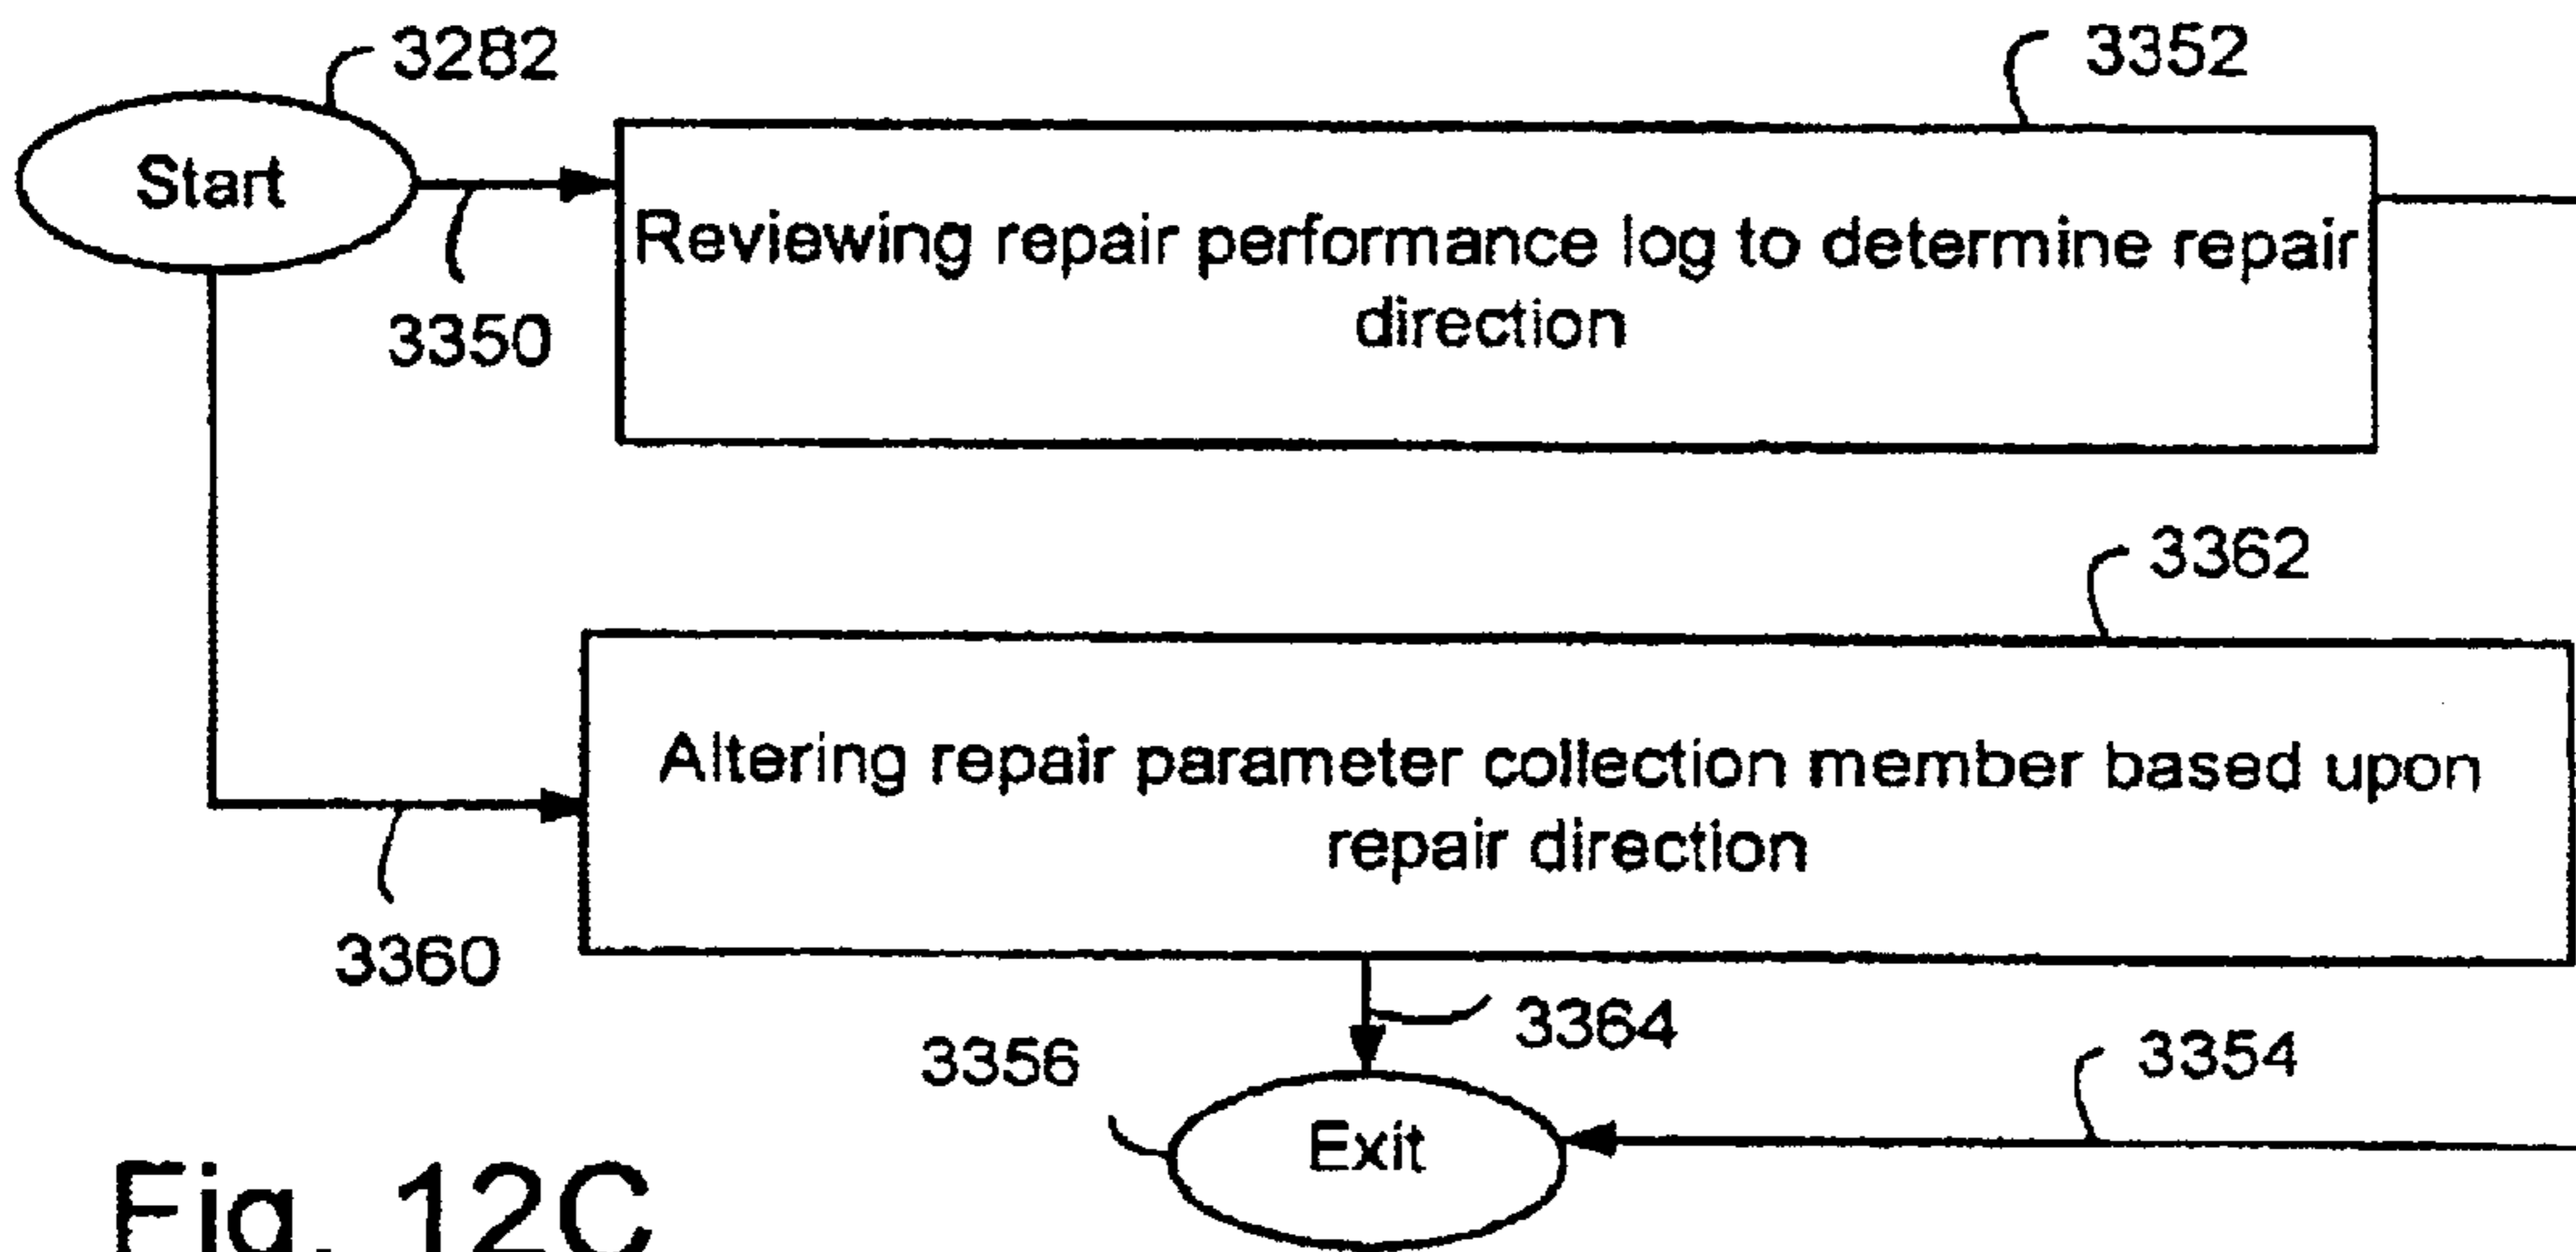 3282
Start
3350
3352
Reviewing repair performance log to determine repair
direction
3362
Altering repair parameter collection member based upon
repair direction
3360
3364
3356
Exit
3354
Fig. 12C